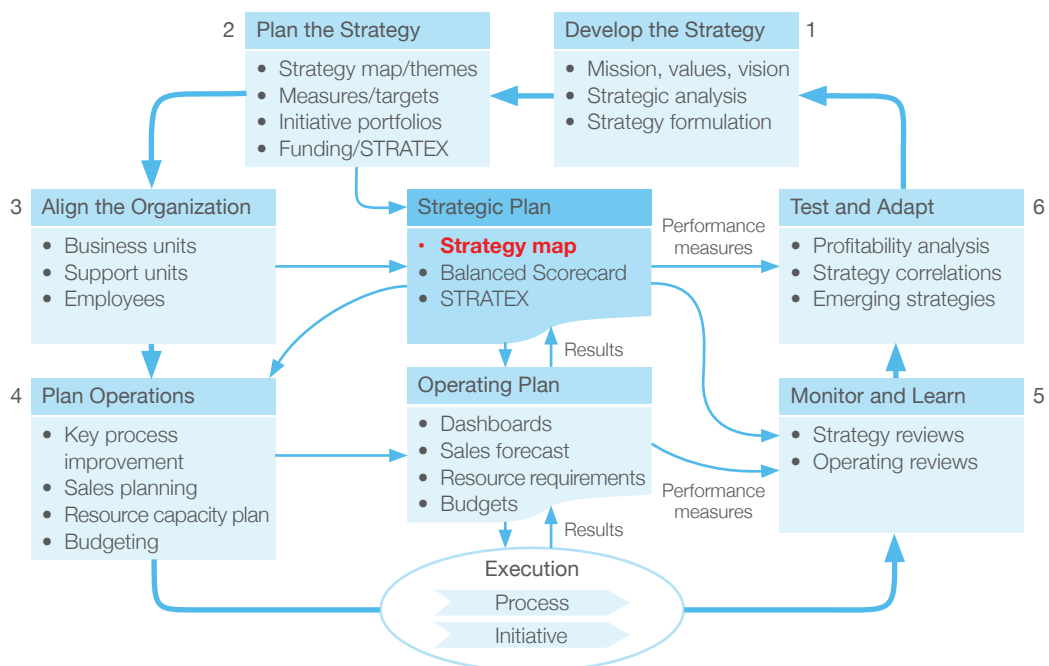 2
Plan the Strategy
• Strategy map/themes
• Measures/targets
• Initiative portfolios
• Funding/STRATEX
Develop the Strategy
1
• Mission, values, vision
• Strategic analysis
• Strategy formulation
3
Align the Organization
• Business units
• Support units
• Employees
Strategic Plan
• Strategy map
• Balanced Scorecard
• STRATEX
Performance
measures
Test and Adapt
6
• Profitability analysis
• Strategy correlations
• Emerging strategies
Results
4
Plan Operations
• Key process
improvement
• Sales planning
• Resource capacity plan
• Budgeting
Operating Plan
• Dashboards
• Sales forecast
• Resource requirements
• Budgets
Performance
measures
Monitor and Learn
5
• Strategy reviews
• Operating reviews
Results
Execution
Process
Initiative